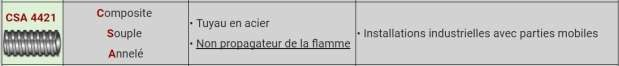 CSA 4421
Composite
Souple
Annelé
• Tuyau en acier
• Non propagateur de la flamme
• Installations industrielles avec parties mobiles